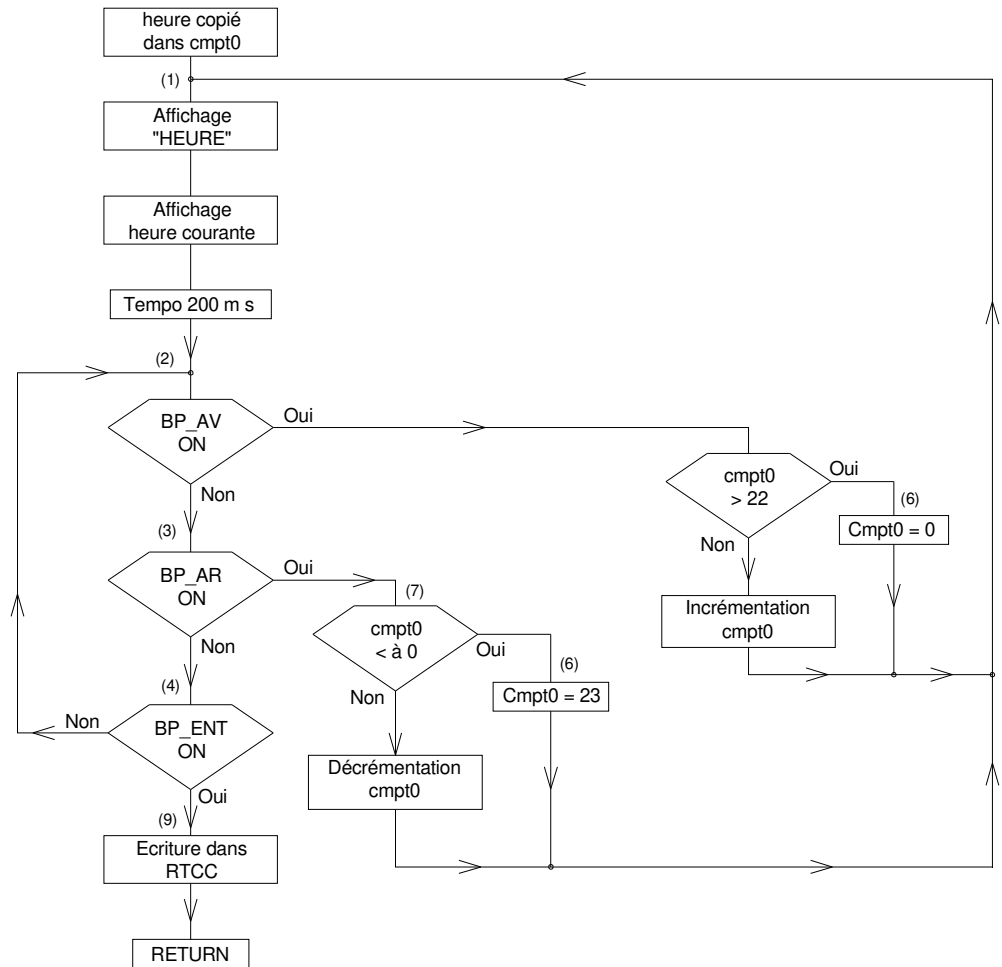 heure copié
dans cmpt0
(1)
Affichage
"HEURE"
Affichage
heure courante
Tempo 200 m s
(2)
BP_AV
ON
Oui
Non
cmpt0
> 22
Oui
(6)
Cmpt0 = 0
Non
Incrémentation
cmpt0
(3)
BP_AR
ON
Oui
Non
(7)
cmpt0
< à 0
Oui
(6)
Cmpt0 = 23
Non
Décrémentation
cmpt0
(4)
BP_ENT
ON
Non
Oui
(9)
Ecriture dans
RTCC
RETURN